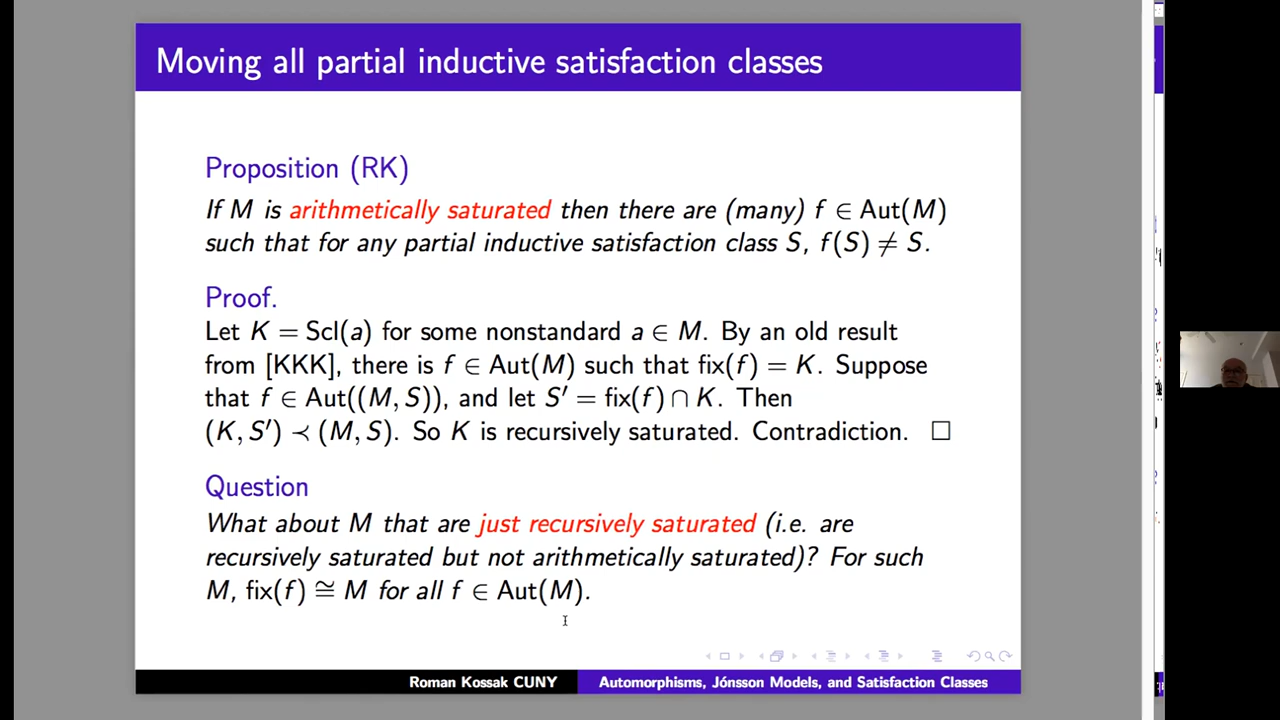 Moving all partial inductive satisfaction classes
Proposition (RK)
If M is arithmetically saturated then there are (many) f ∈ Aut(M)
such that for any partial inductive satisfaction class S, f(S) ≠ S.
Proof.
Let K = Scl(a) for some nonstandard a ∈ M. By an old result
from [KKK], there is f ∈ Aut(M) such that fix(f) = K. Suppose
that f ∈ Aut((M, S)), and let S′ = fix(f) ∩ K. Then
(K, S′) ≺ (M, S). So K is recursively saturated. Contradiction. □
Question
What about M that are just recursively saturated (i.e. are
recursively saturated but not arithmetically saturated)? For such
M, fix(f) ≅ M for all f ∈ Aut(M).
Roman Kossak CUNY
Automorphisms, Jónsson Models, and Satisfaction Classes